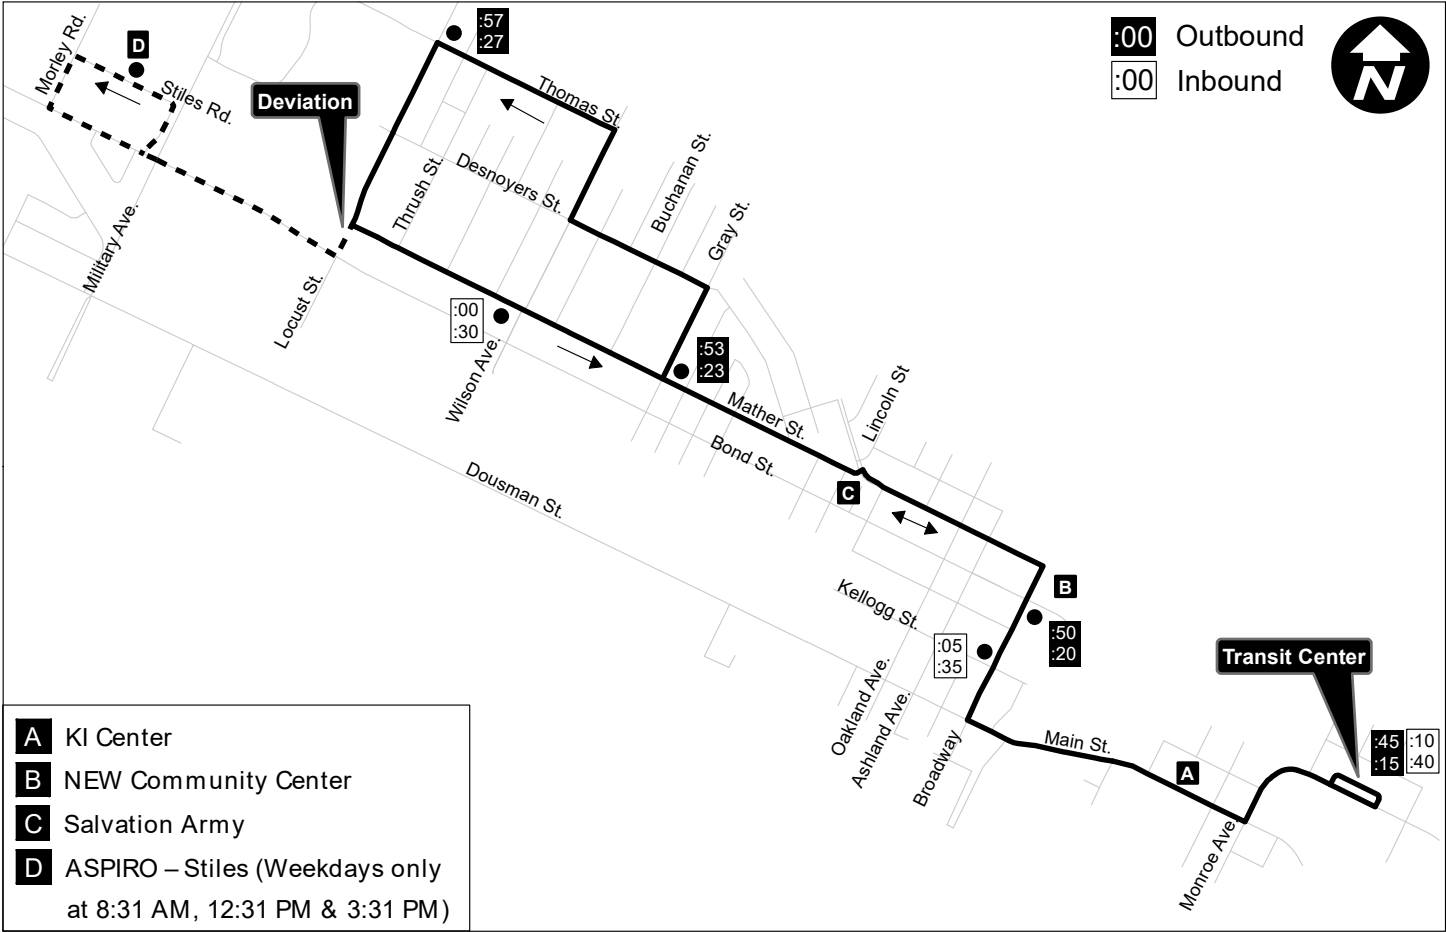 :57
:27
:00 Outbound
:00 Inbound
N
Morley Rd.
D
Stiles Rd.
Deviation
Thomas St.
Desnoyers St.
Thrush St.
Buchanan St.
Gray St.
Military Ave.
Locust St.
:00
:30
Wilson Ave.
:53
:23
Mather St.
Lincoln St
Bond St.
C
Dousman St.
B
Kellogg St.
:50
:20
:05
:35
Transit Center
Oakland Ave.
Ashland Ave.
Broadway
Main St.
A
:45 :10
:15 :40
Monroe Ave.
A KI Center
B NEW Community Center
C Salvation Army
D ASPIRO – Stiles (Weekdays only
at 8:31 AM, 12:31 PM & 3:31 PM)